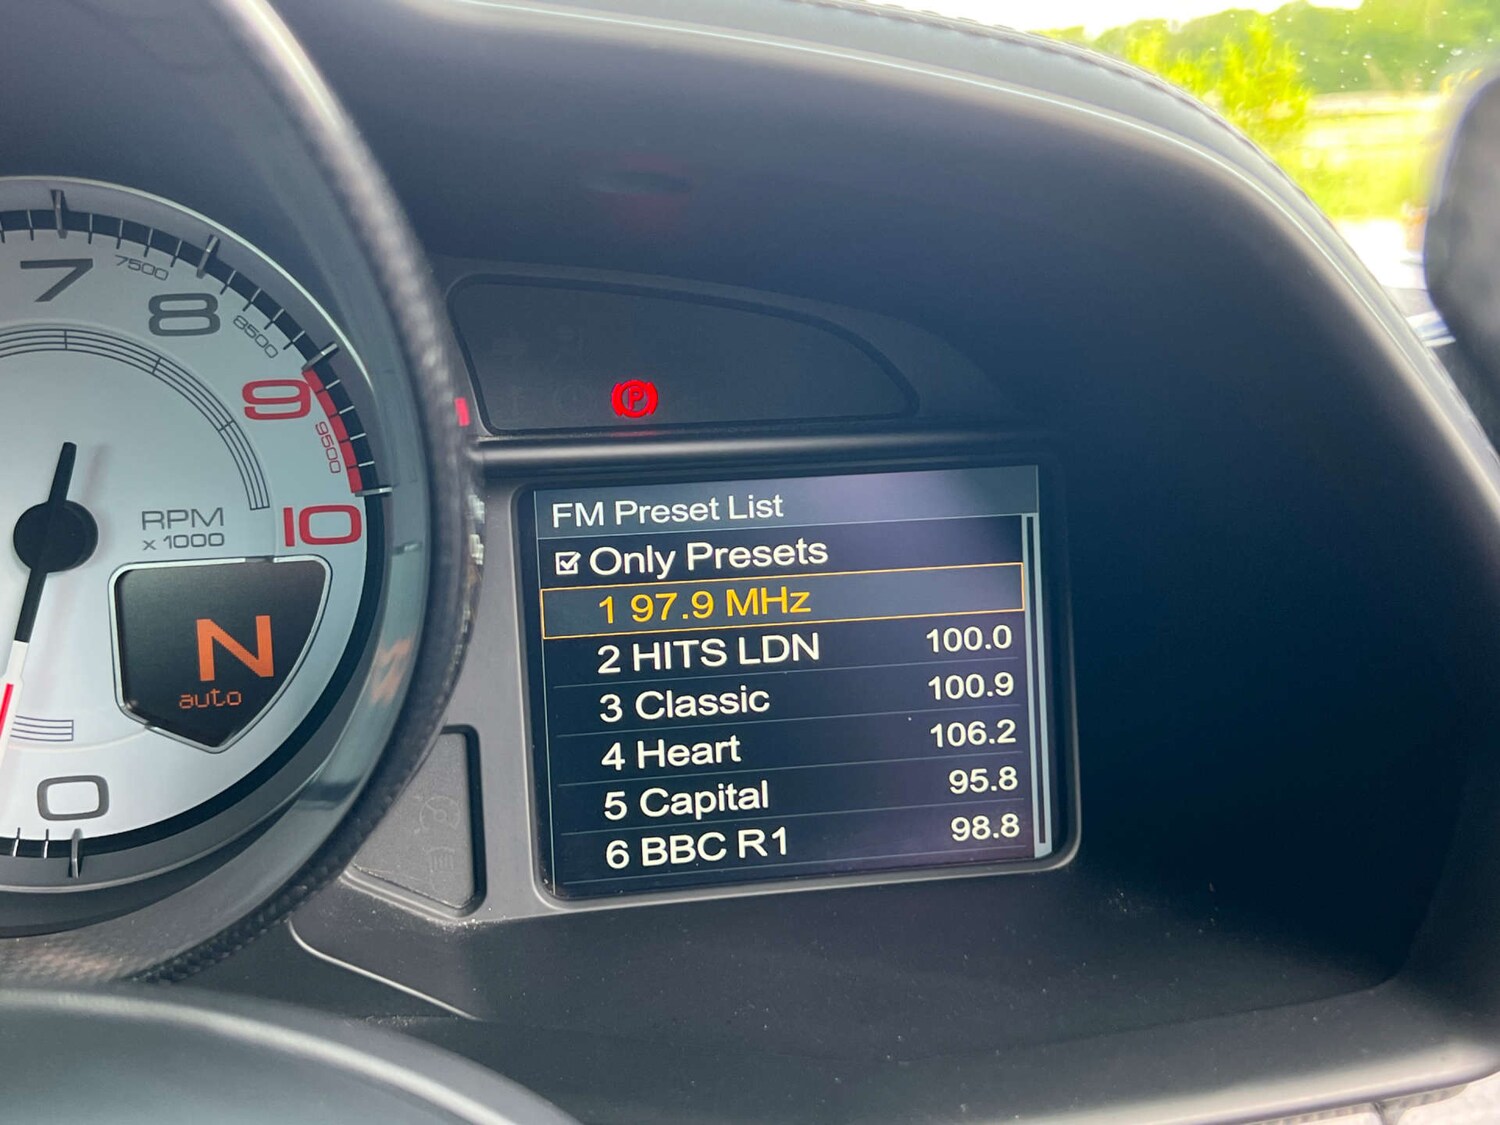 7
7500
8
8500
9
9500
10
RPM
x 1000
N
auto
0
P
FM Preset List
Only Presets
1 97.9 MHz
2 HITS LDN 100.0
3 Classic 100.9
4 Heart 106.2
5 Capital 95.8
6 BBC R1 98.8